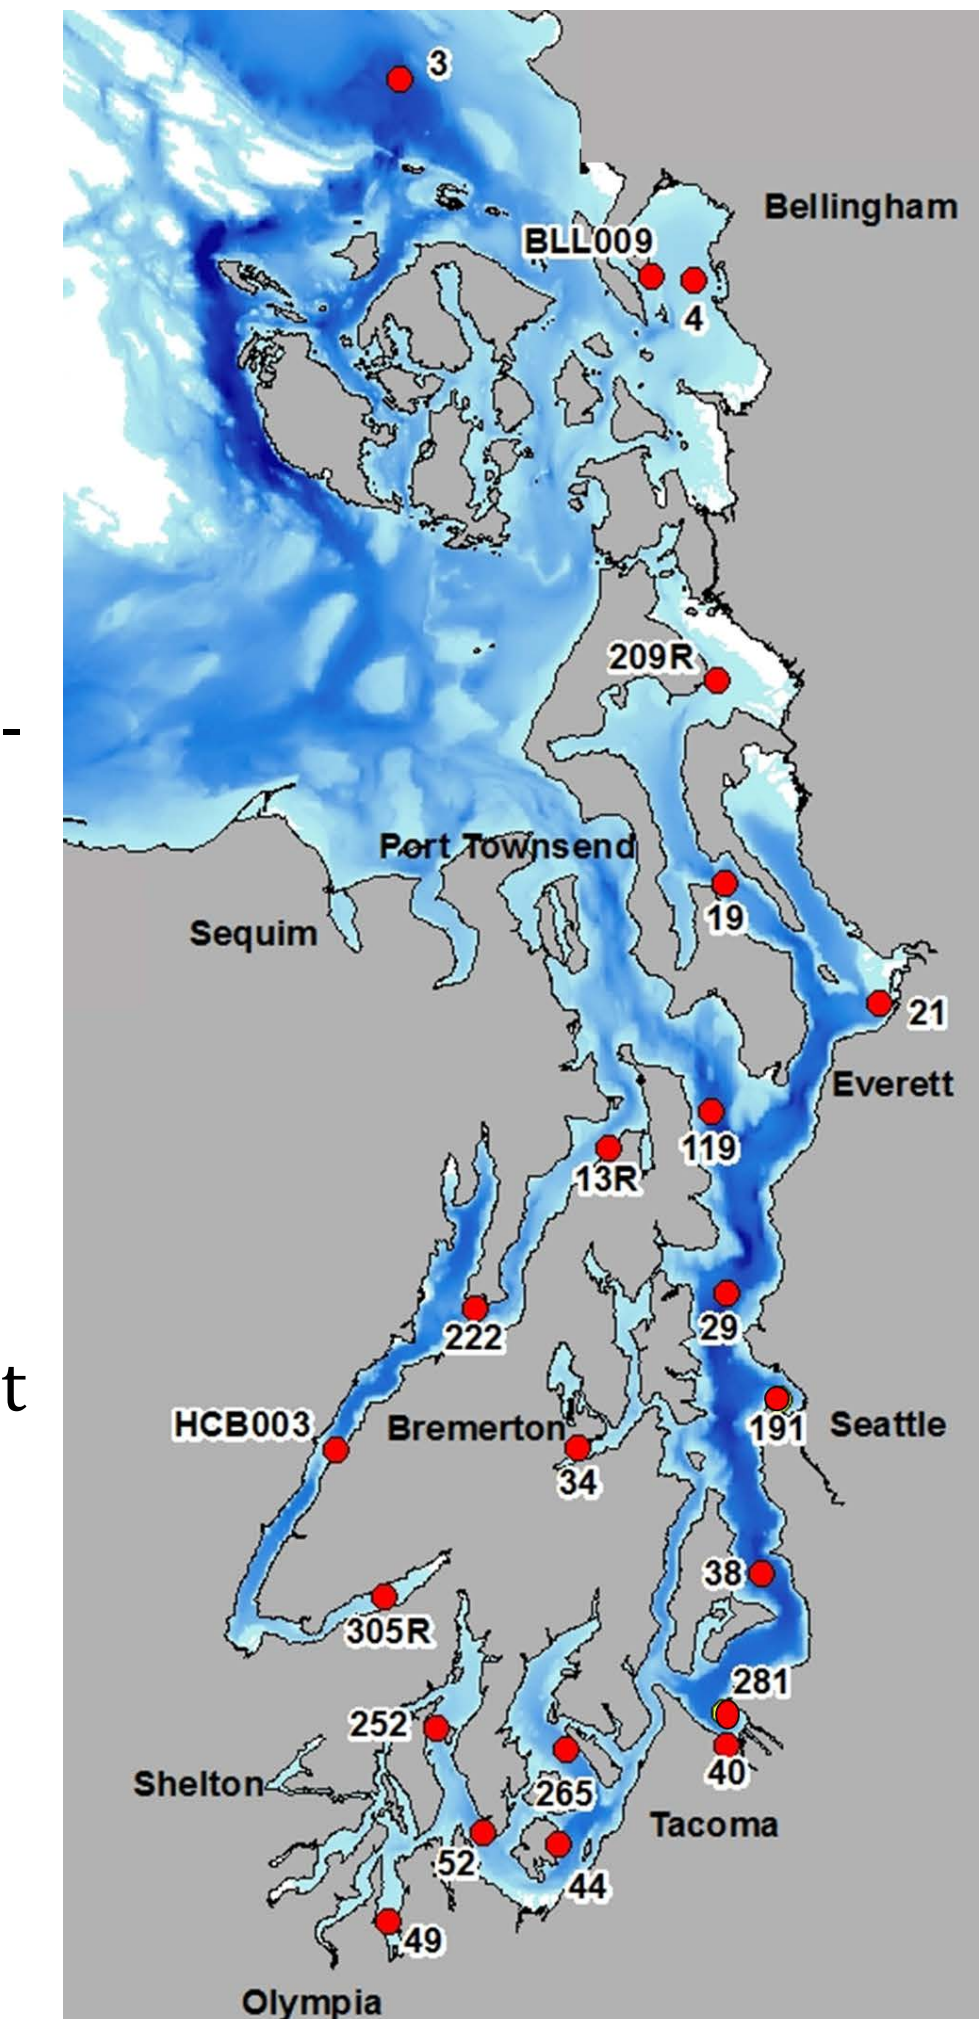 3
Bellingham
BLL009
4
209R
-
Port Townsend
19
Sequim
21
Everett
119
13R
29
222
t
HCB003
Bremerton
191
Seattle
34
38
305R
281
252
40
Shelton
265
Tacoma
52
44
49
Olympia